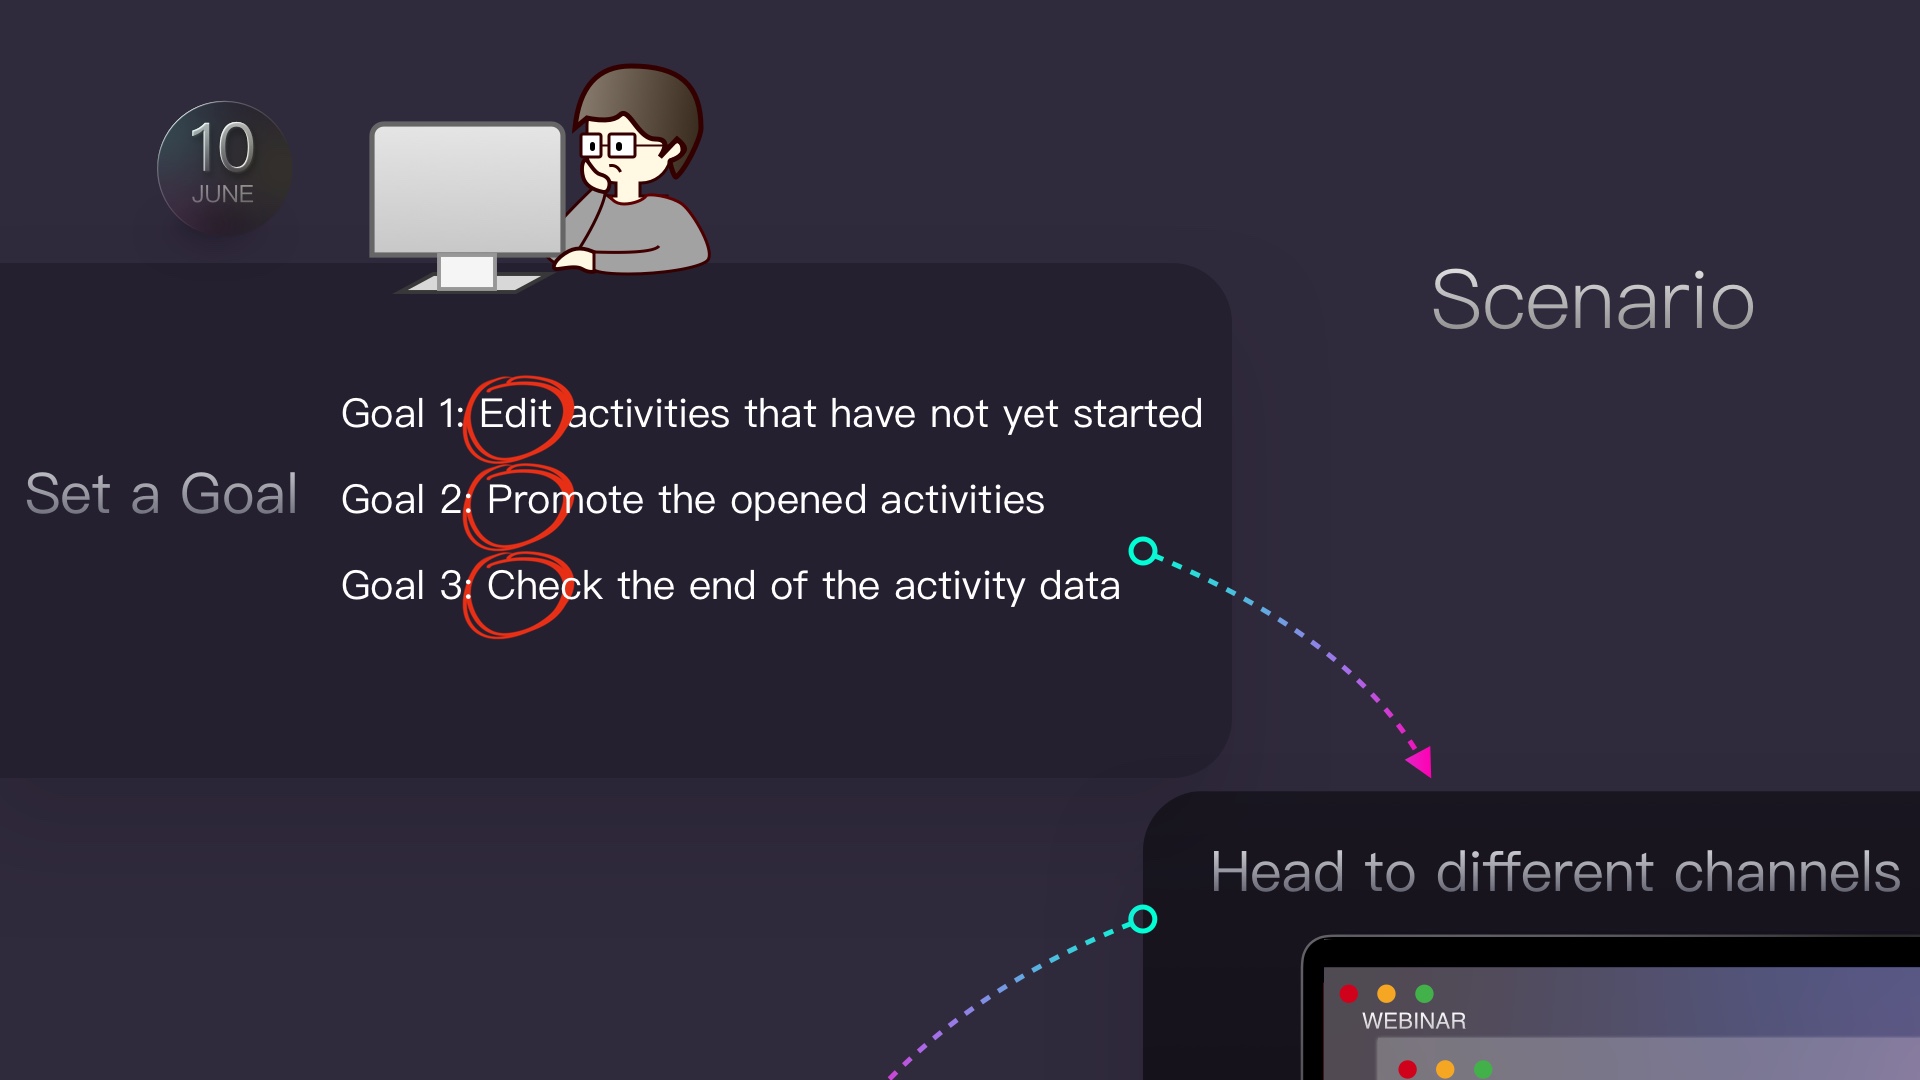 10
JUNE
Scenario
Set a Goal
Goal 1: Edit activities that have not yet started
Goal 2: Promote the opened activities
Goal 3: Check the end of the activity data
Head to different channels
WEBINAR